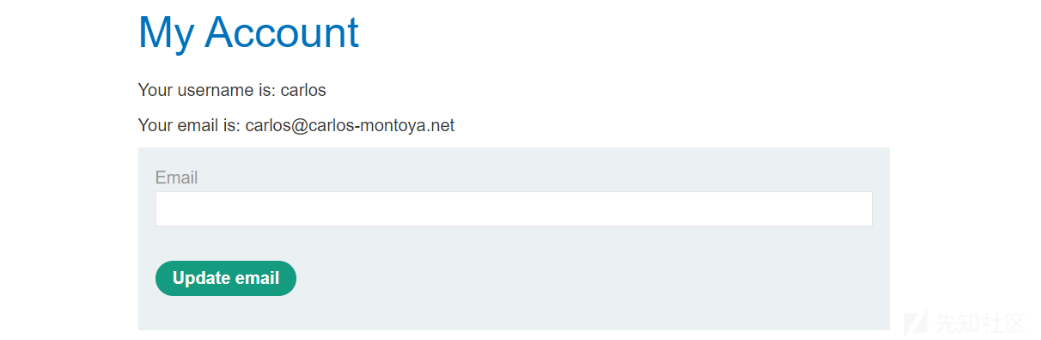 My Account
Your username is: carlos
Your email is: carlos@carlos-montoya.net
Email
Update email
先知社区